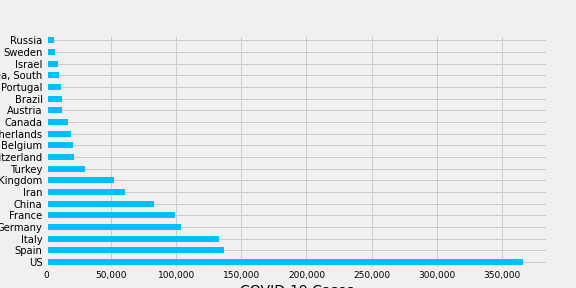 Russia
Sweden
Israel
ea, South
Portugal
Brazil
Austria
Canada
herlands
Belgium
itzerland
Turkey
Kingdom
Iran
China
France
Germany
Italy
Spain
US
0 50,000 100,000 150,000 200,000 250,000 300,000 350,000
COVID-19 Cases